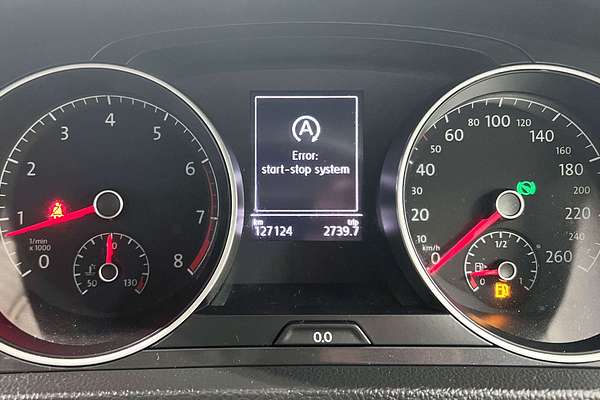 1 2 3 4 5 6 7 8
0
1/min
x 1000
50 90 130
A
Error:
start-stop system
km trip
127124 2739.7
0.0
10 20 40 60 80 100 120 140 160 180 200 220 240 260
km/h
0 1/2 1